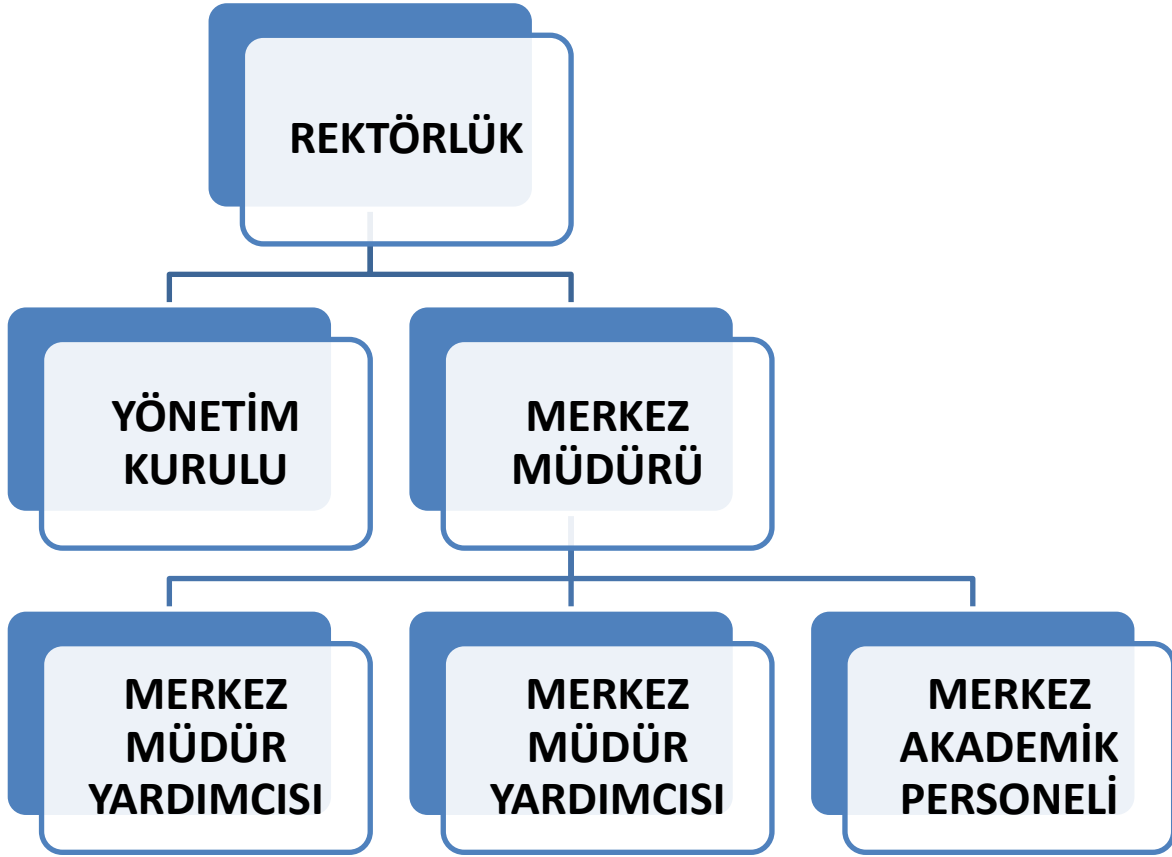 REKTÖRLÜK
YÖNETİM
KURULU
MERKEZ
MÜDÜRÜ
MERKEZ
MÜDÜR
YARDIMCISI
MERKEZ
MÜDÜR
YARDIMCISI
MERKEZ
AKADEMİK
PERSONELİ